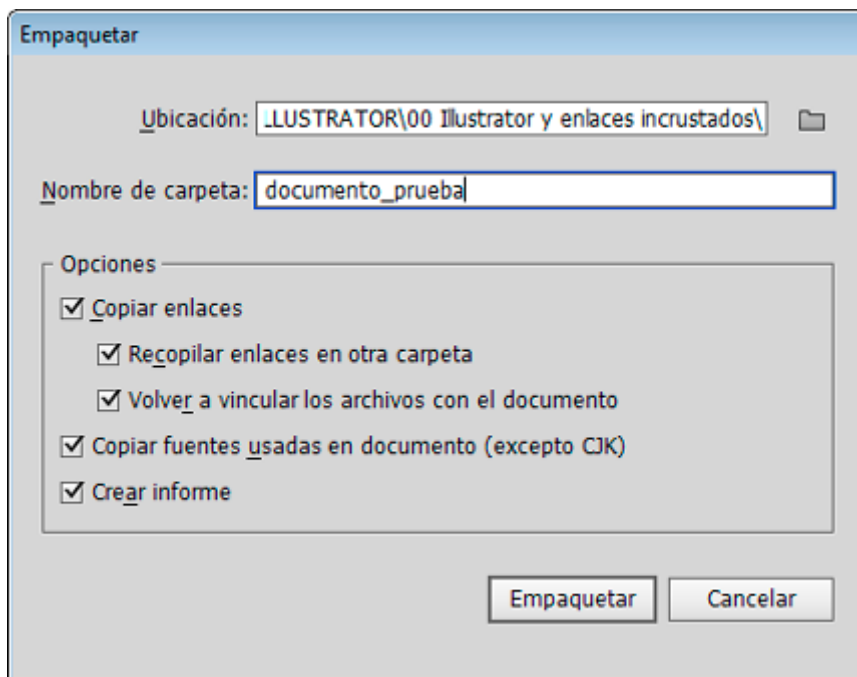 Empaquetar
Ubicación: .LUSTRATOR\00 Illustrator y enlaces incrustados\
Nombre de carpeta: documento_prueba
Opciones
Copiar enlaces
Recopilar enlaces en otra carpeta
Volver a vincular los archivos con el documento
Copiar fuentes usadas en documento (excepto CJK)
Crear informe
Empaquetar Cancelar